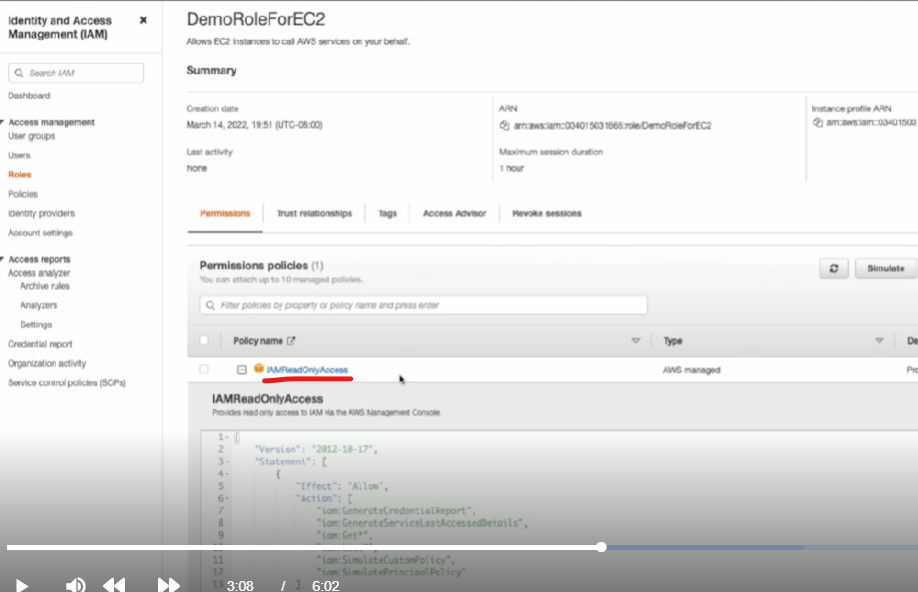 Identity and Access
Management (IAM)
Search IAM
Dashboard
Access management
User groups
Users
Roles
Policies
Identity providers
Account settings
Access reports
Access analyzer
Archive rules
Analyzers
Settings
Credential report
Organization activity
Service control policies (SCPs)
DemoRoleForEC2
Allows EC2 instances to call AWS services on your behalf.
Summary
Creation date
March 14, 2022, 19:51 (UTC-06:00)
ARN
arn:aws:iam::034015031665:role/DemoRoleForEC2
Instance profile ARN
arn:aws:iam::03401503
Last activity
None
Maximum session duration
1 hour
Permissions Trust relationships Tags Access Advisor Revoke sessions
Permissions policies (1)
You can attach up to 10 managed policies.
Simulate
Filter policies by property or policy name and press enter
Policy name Type De
IAMReadOnlyAccess AWS managed Pro
IAMReadOnlyAccess
Provides read only access to IAM via the AWS Management Console.
1 {
2 "Version": "2012-10-17",
3 "Statement": [
4 {
5 "Effect": "Allow",
6 "Action": [
7 "iam:GenerateCredentialReport",
8 "iam:GenerateServiceLastAccessedDetails",
9 "iam:Get*",
11 "iam:SimulateCustomPolicy",
12 "iam:SimulatePrincipalPolicy"
13 ],
3:08 / 6:02